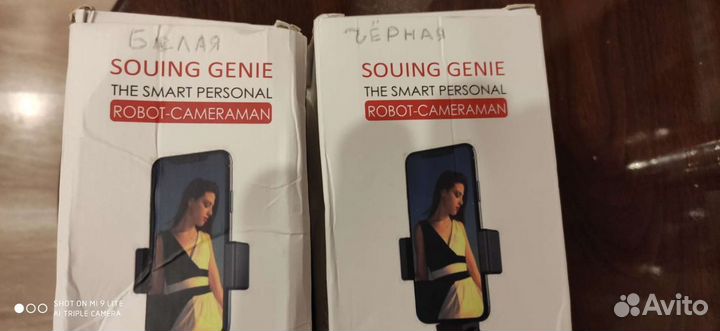 БЕЛАЯ
SOUING GENIE
THE SMART PERSONAL
ROBOT-CAMERAMAN
ЧЁРНАЯ
SOUING GENIE
THE SMART PERSONAL
ROBOT-CAMERAMAN
SHOT ON MI 9 LITE
AI TRIPLE CAMERA
Avito